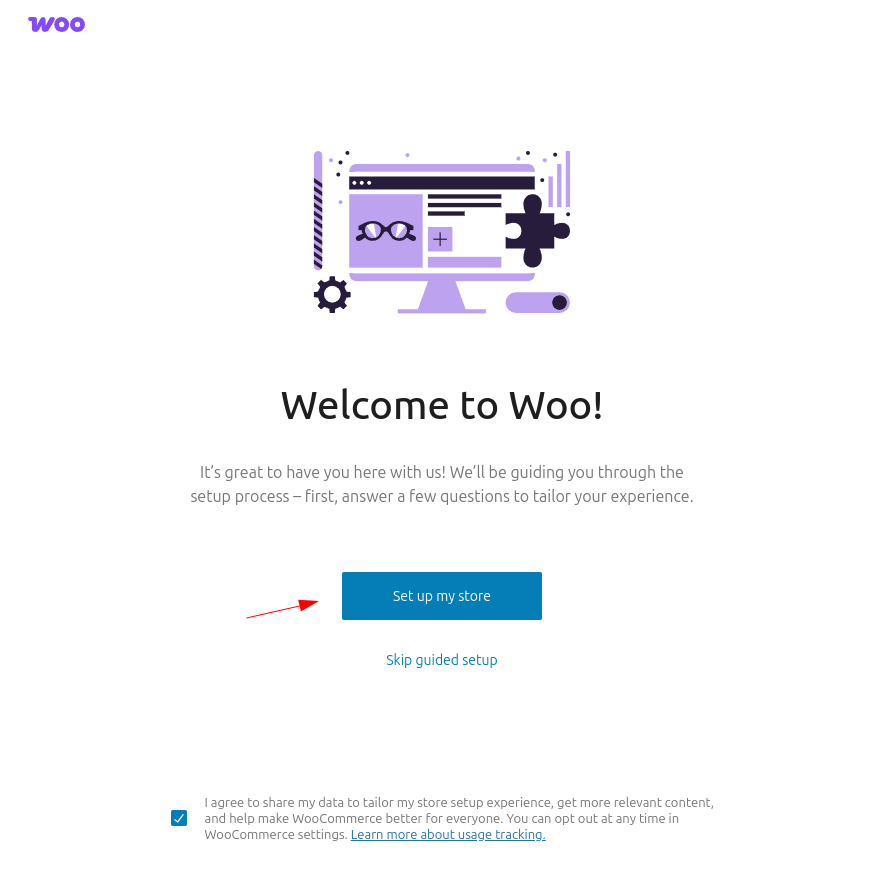 woo
Welcome to Woo!
It’s great to have you here with us! We’ll be guiding you through the
setup process – first, answer a few questions to tailor your experience.
Set up my store
Skip guided setup
I agree to share my data to tailor my store setup experience, get more relevant content,
and help make WooCommerce better for everyone. You can opt out at any time in
WooCommerce settings. Learn more about usage tracking.